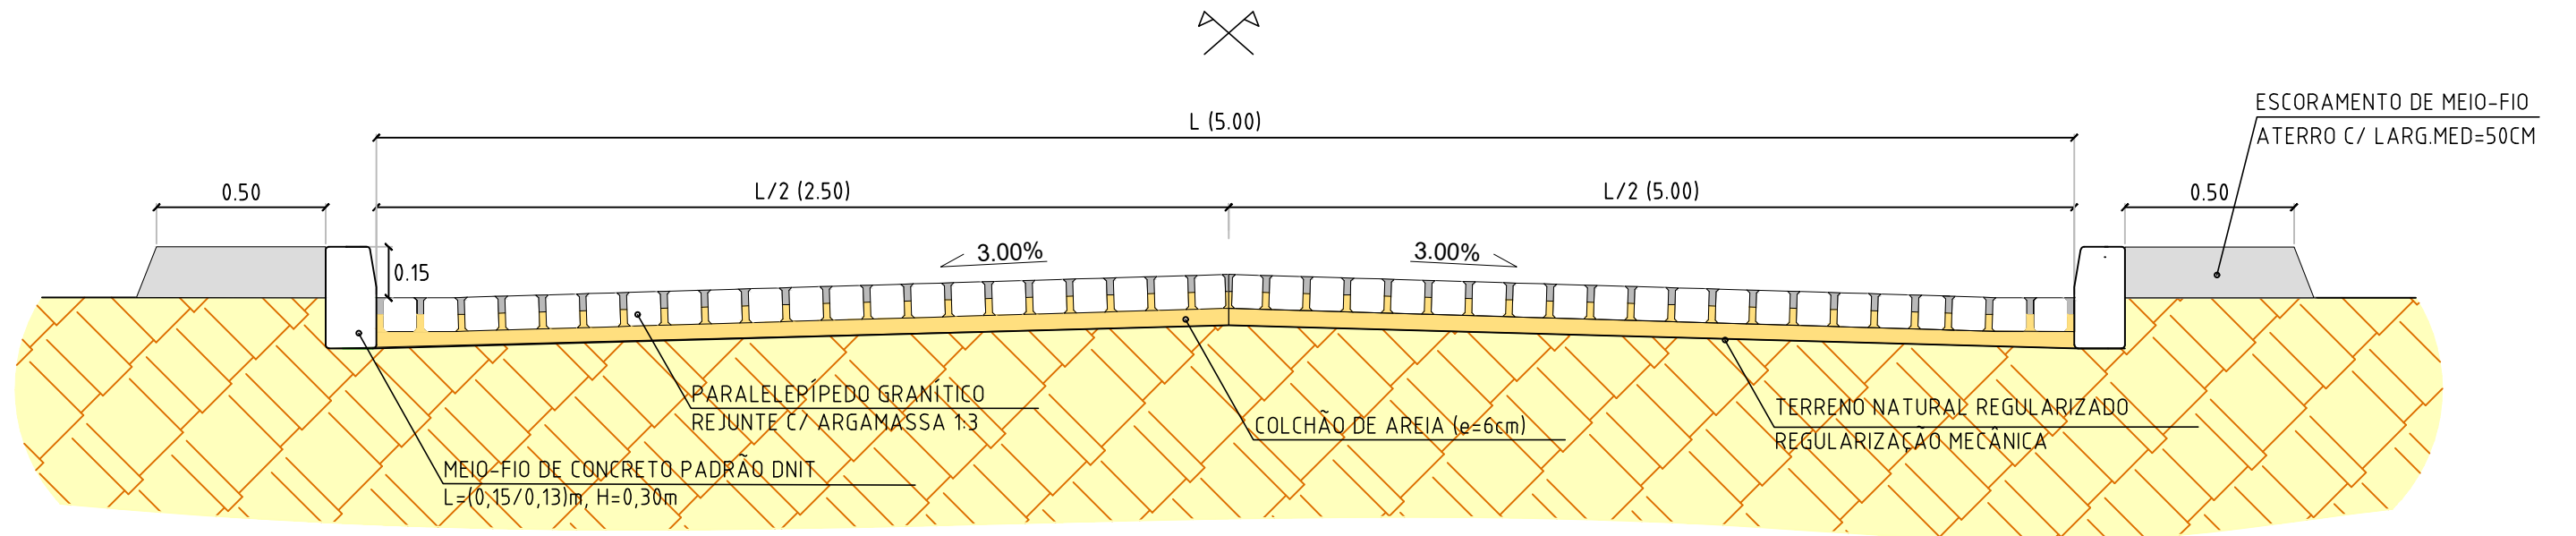 ESCORAMENTO DE MEIO-FIO
ATERRO C/ LARG.MED=50CM
L (5.00)
0.50
L/2 (2.50)
L/2 (5.00)
0.50
3.00%
3.00%
0.15
PARALELERÍPEDO GRANÍTICO
REJUNTE C/ ARGAMASSA 1:3
COLCHÃO DE AREIA (e=6cm)
TERRENO NATURAL REGULARIZADO
REGULARIZAÇÃO MECÂNICA
MEIO-FIO DE CONCRETO PADRÃO DNIT
L=(0,15/0,13)m, H=0,30m